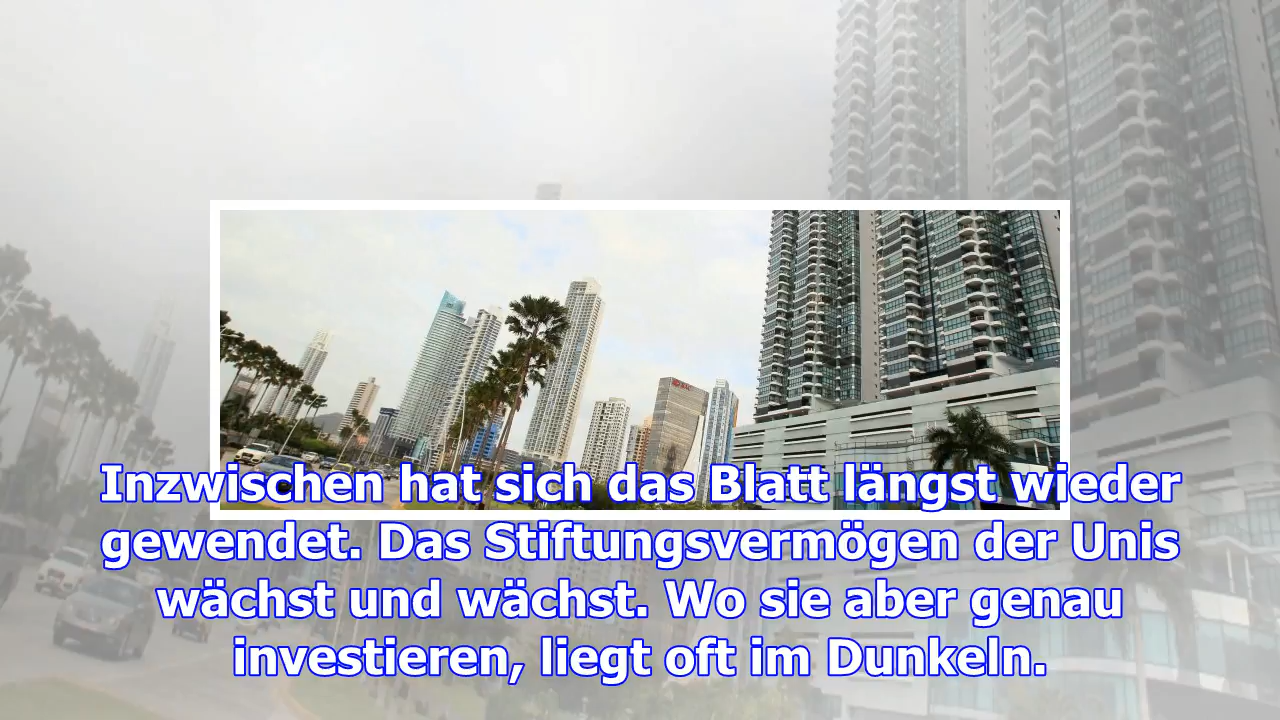 Inzwischen hat sich das Blatt längst wieder
gewendet. Das Stiftungsvermögen der Unis
wächst und wächst. Wo sie aber genau
investieren, liegt oft im Dunkeln.